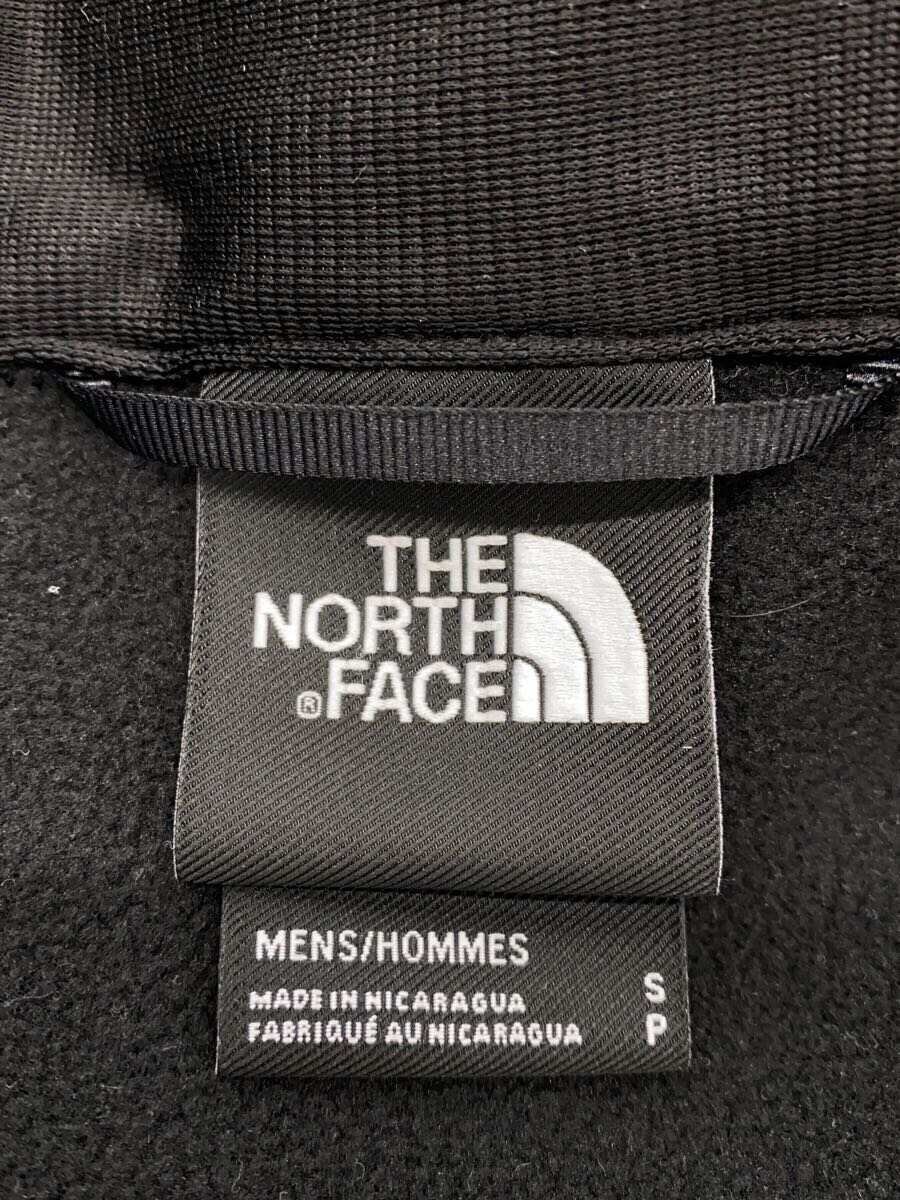 THE
NORTH
® FACE
MENS/HOMMES
S
MADE IN NICARAGUA
FABRIQUÉ AU NICARAGUA
P